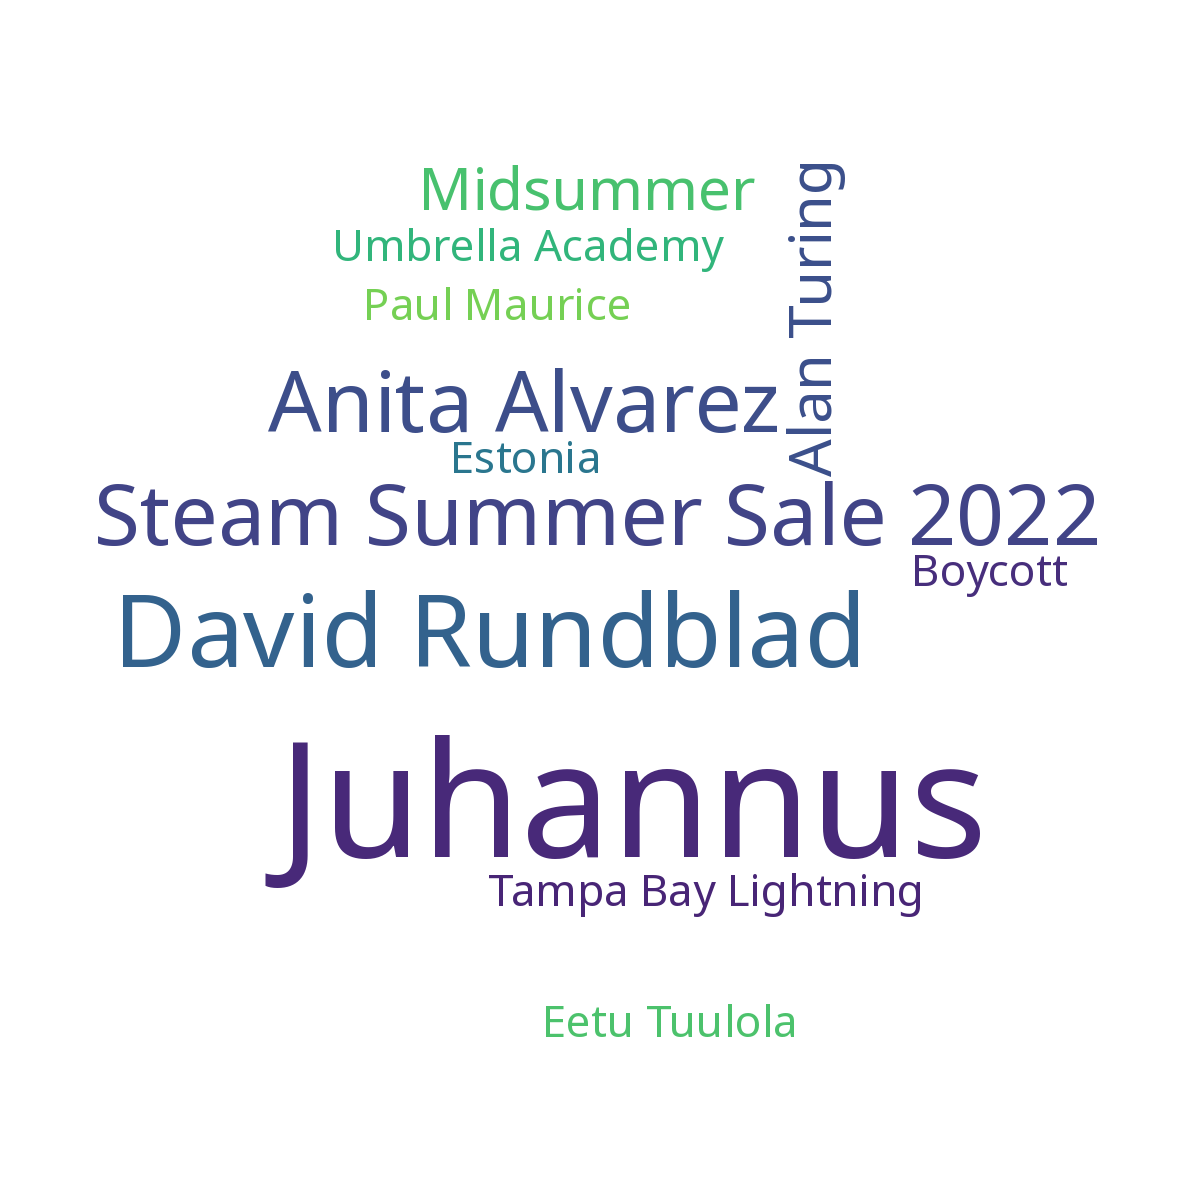 Midsummer
Umbrella Academy
Paul Maurice
Alan Turing
Anita Alvarez
Estonia
Steam Summer Sale 2022
Boycott
David Rundblad
Juhannus
Tampa Bay Lightning
Eetu Tuulola